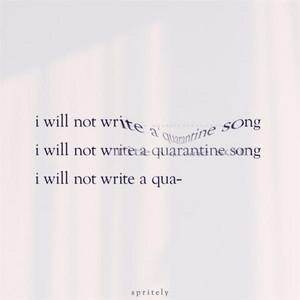 i will not write a quarantine song
i will not write a quarantine song
i will not write a qua-
spritely